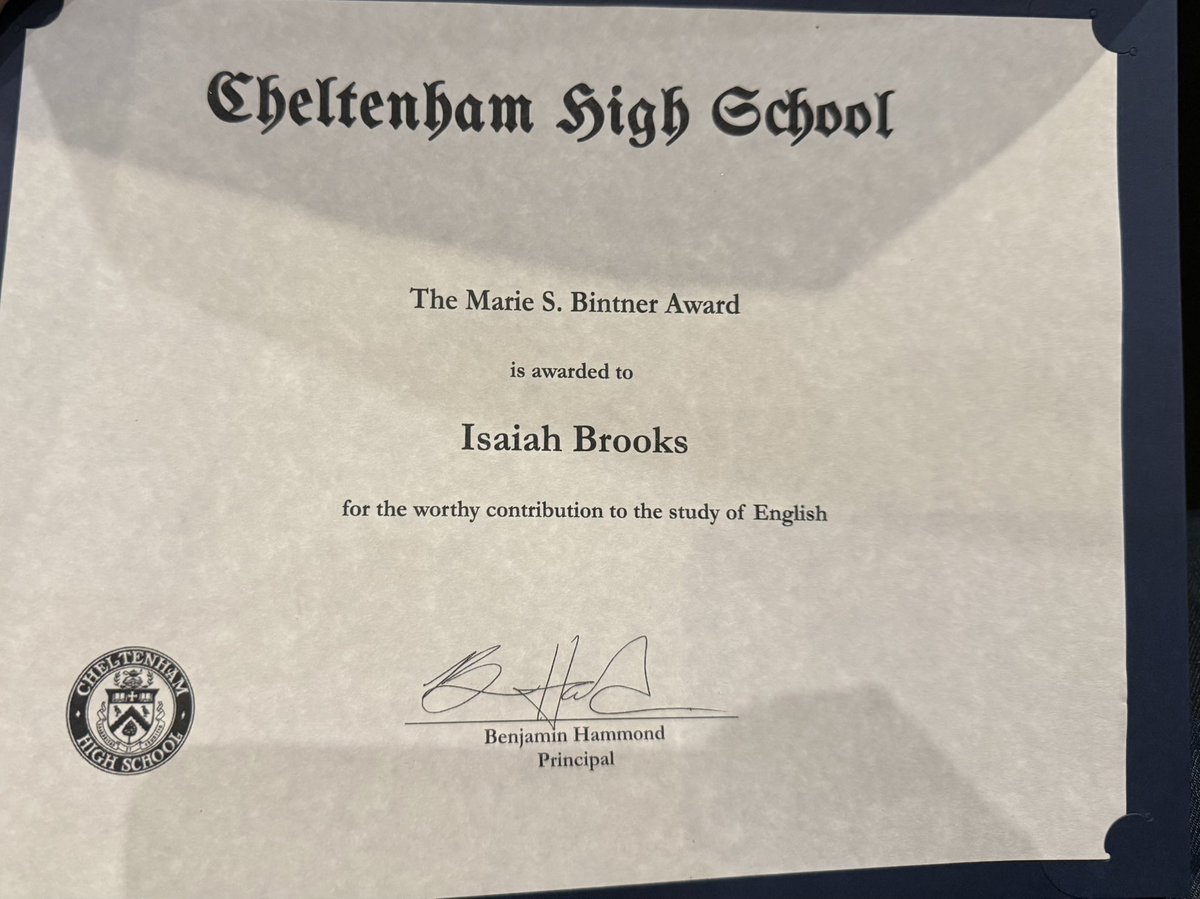 Cheltenham High School
The Marie S. Bintner Award
is awarded to
Isaiah Brooks
for the worthy contribution to the study of English
CHELTENHAM
HIGH SCHOOL
Benjamin Hammond
Principal